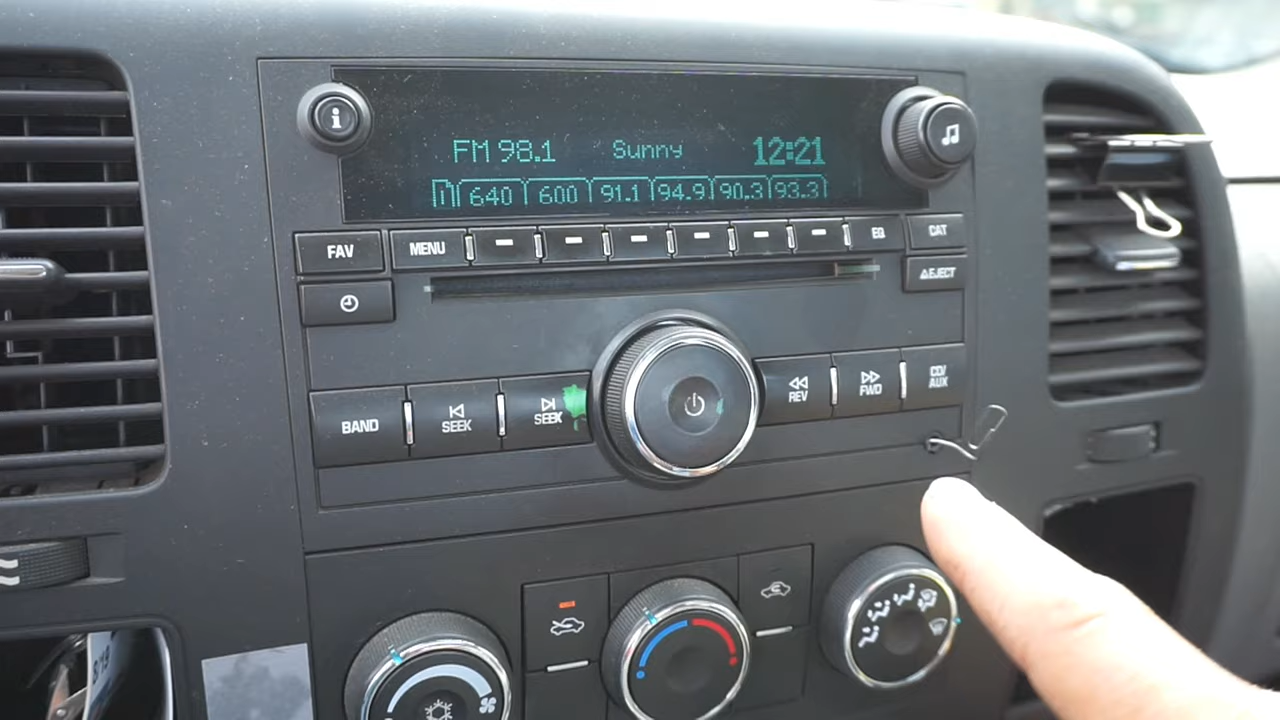 i
FM 98.1 Sunny 12:21
640 600 91.1 94.9 90.3 93.3
FAV MENU EQ CAT
EJECT
BAND SEEK SEEK REV FWD CD/
AUX